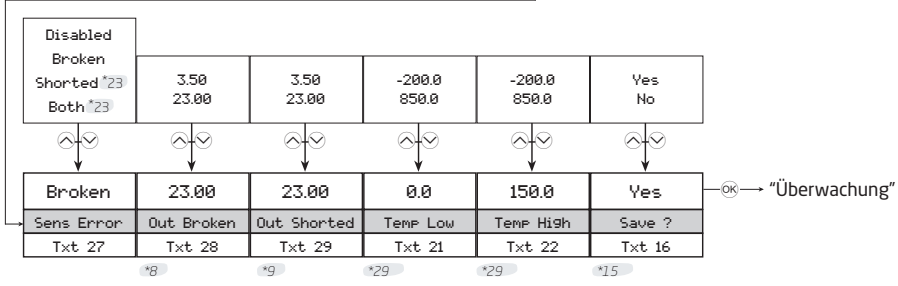 Disabled
Broken
Shorted *23
Both *23
3.50
23.00
3.50
23.00
-200.0
850.0
-200.0
850.0
Yes
No
Broken 23.00 23.00 0.0 150.0 Yes
OK "Überwachung"
Sens Error Out Broken Out Shorted Temp Low Temp High Save ?
Txt 27 Txt 28 Txt 29 Txt 21 Txt 22 Txt 16
*8 *9 *29 *29 *15